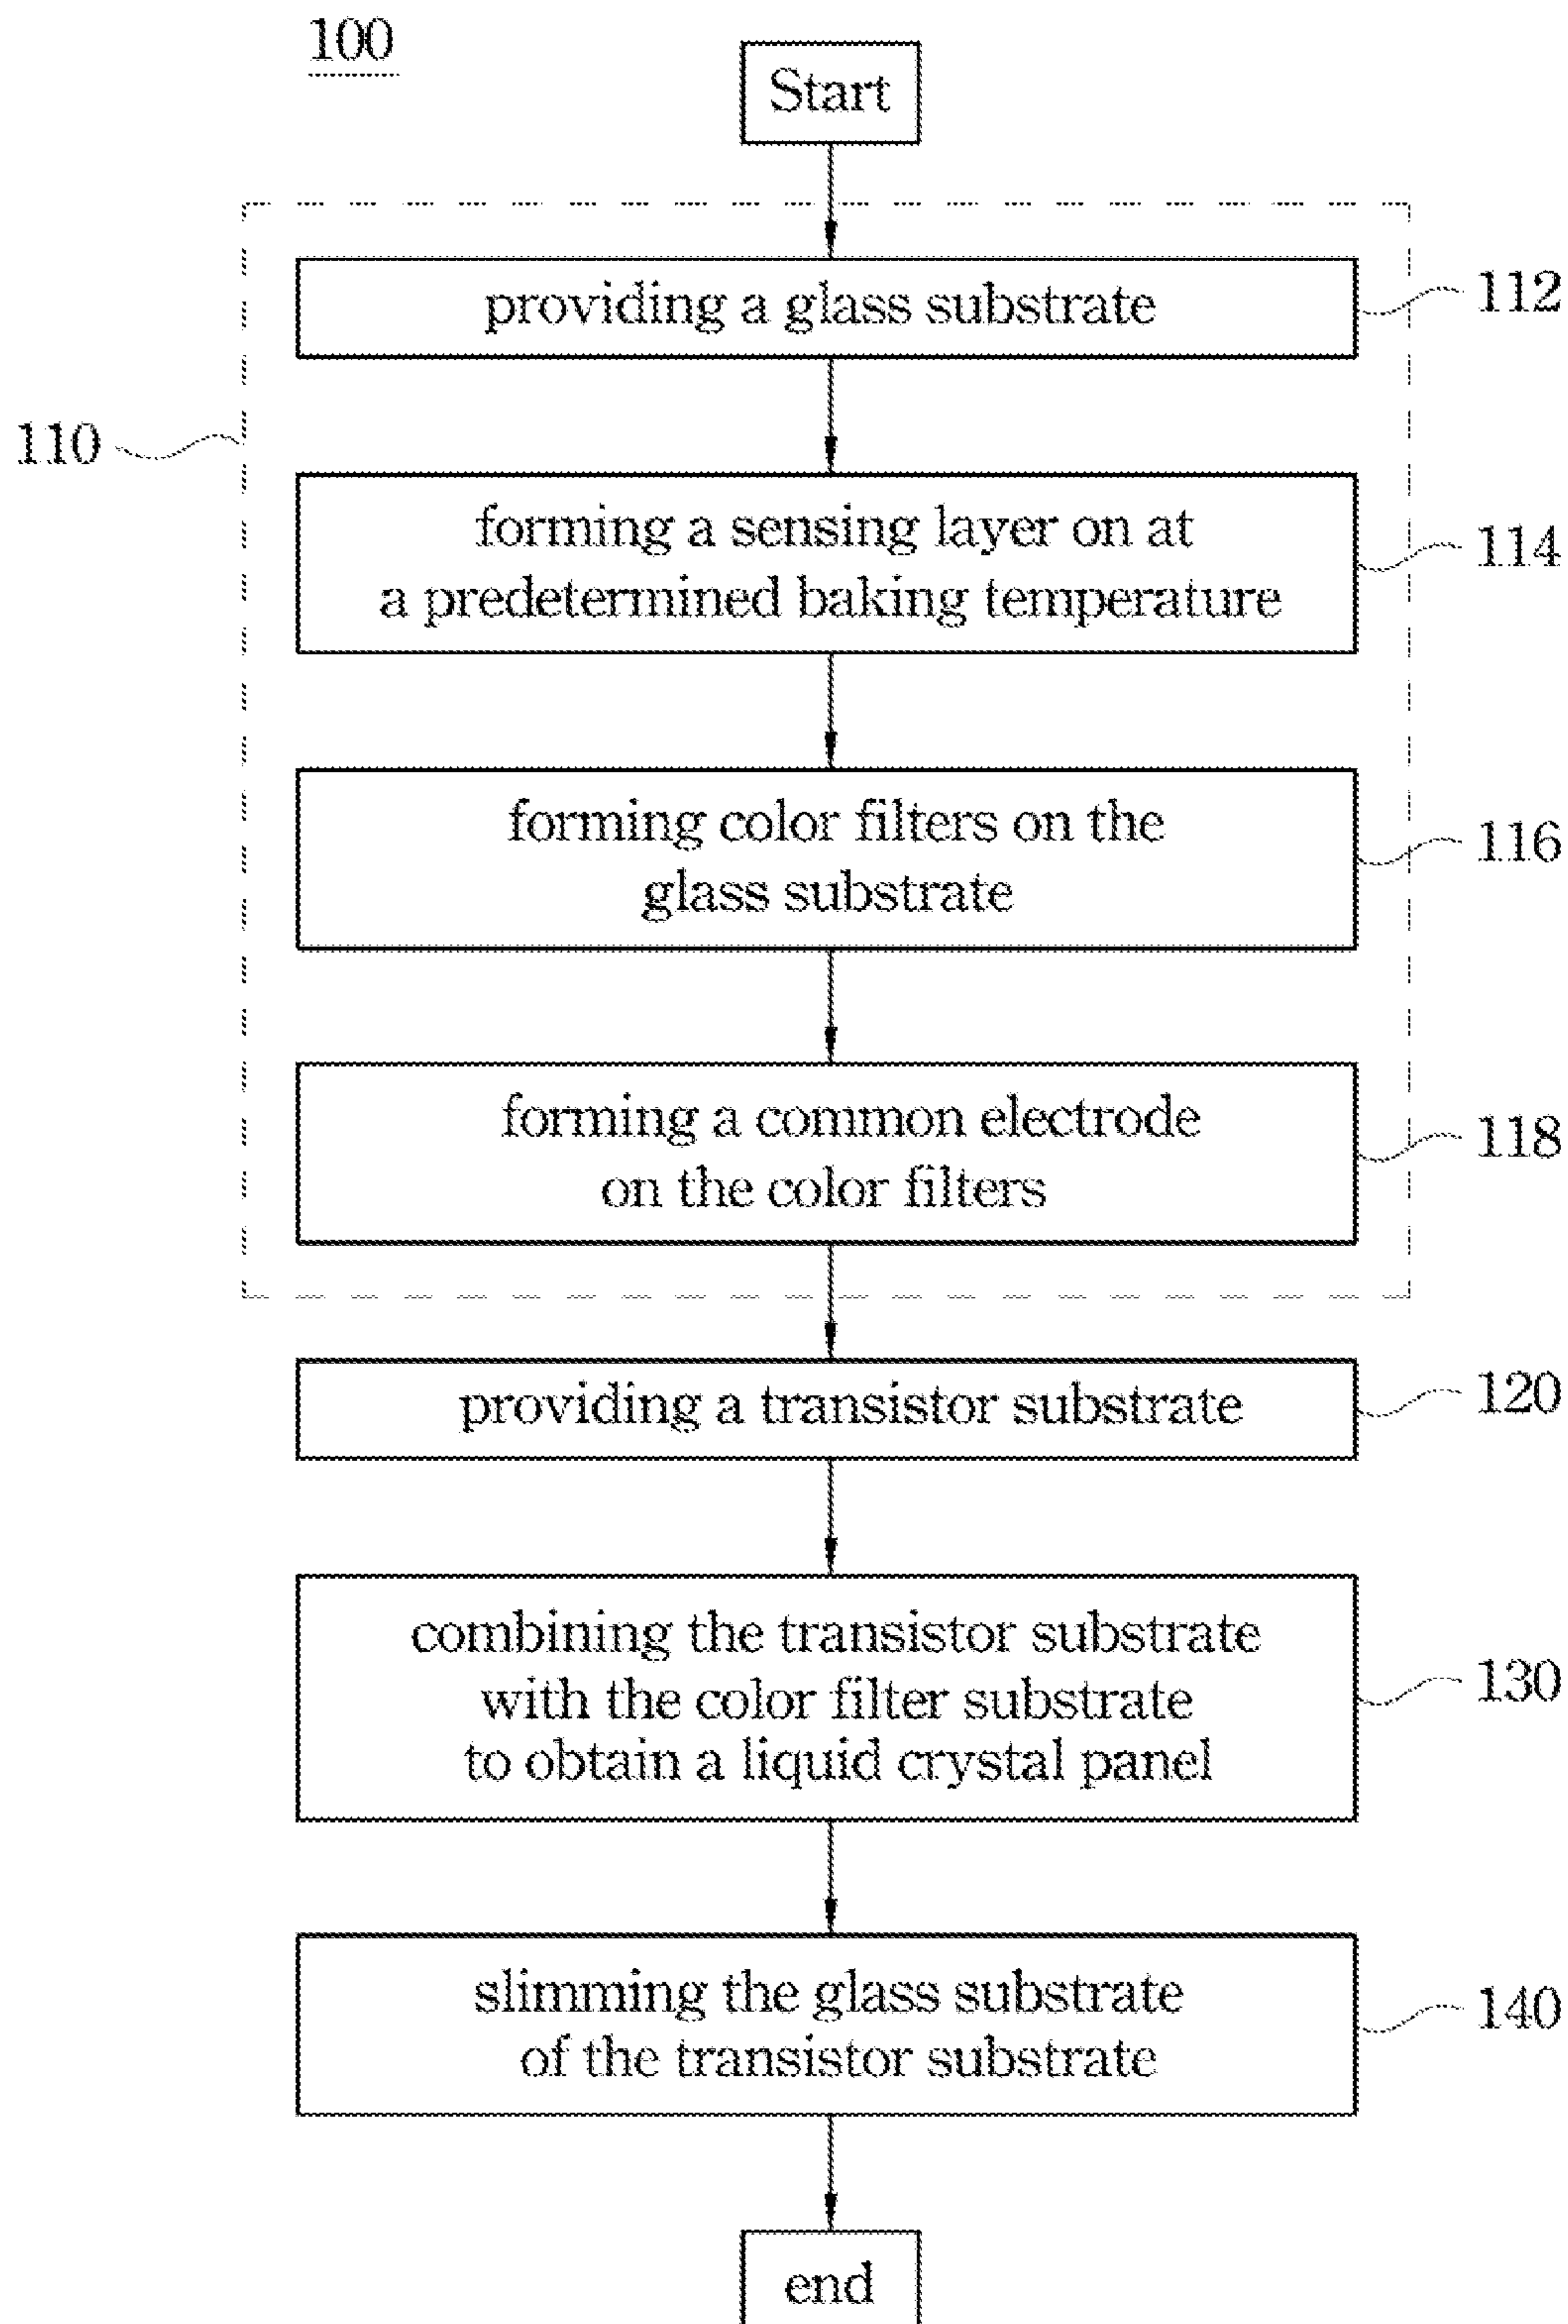 100
Start
providing a glass substrate
112
110
forming a sensing layer on at
a predetermined baking temperature
114
forming color filters on the
glass substrate
116
forming a common electrode
on the color filters
118
providing a transistor substrate
120
combining the transistor substrate
with the color filter substrate
to obtain a liquid crystal panel
130
slimming the glass substrate
of the transistor substrate
140
end